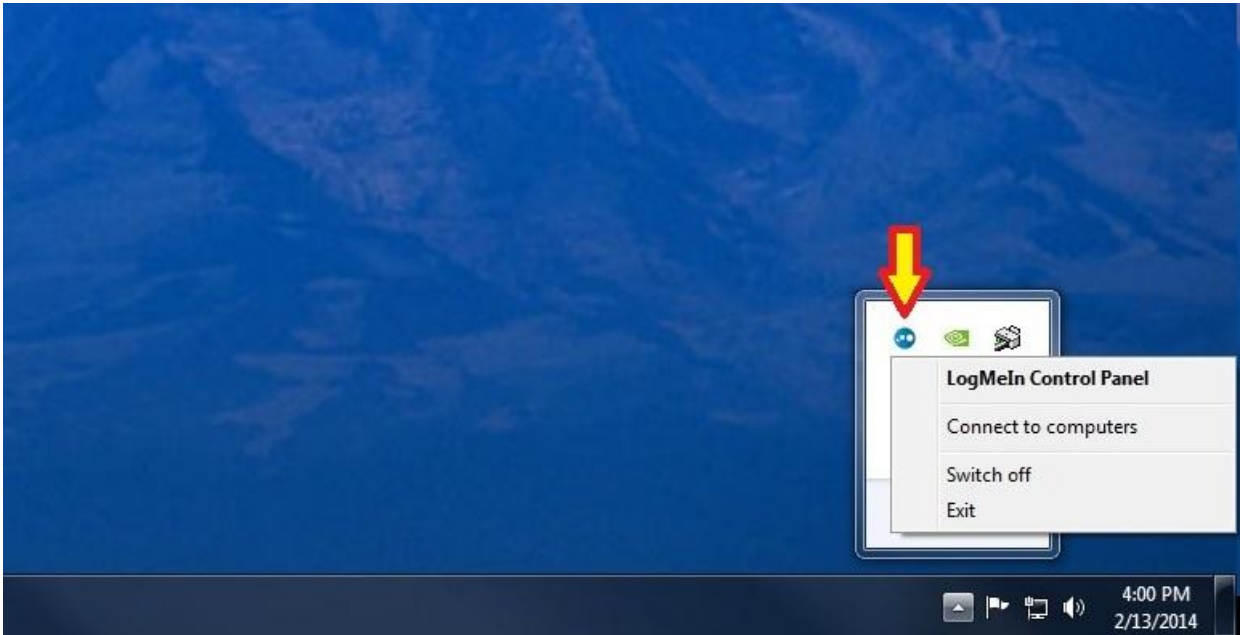 LogMeIn Control Panel
Connect to computers
Switch off
Exit
4:00 PM
2/13/2014